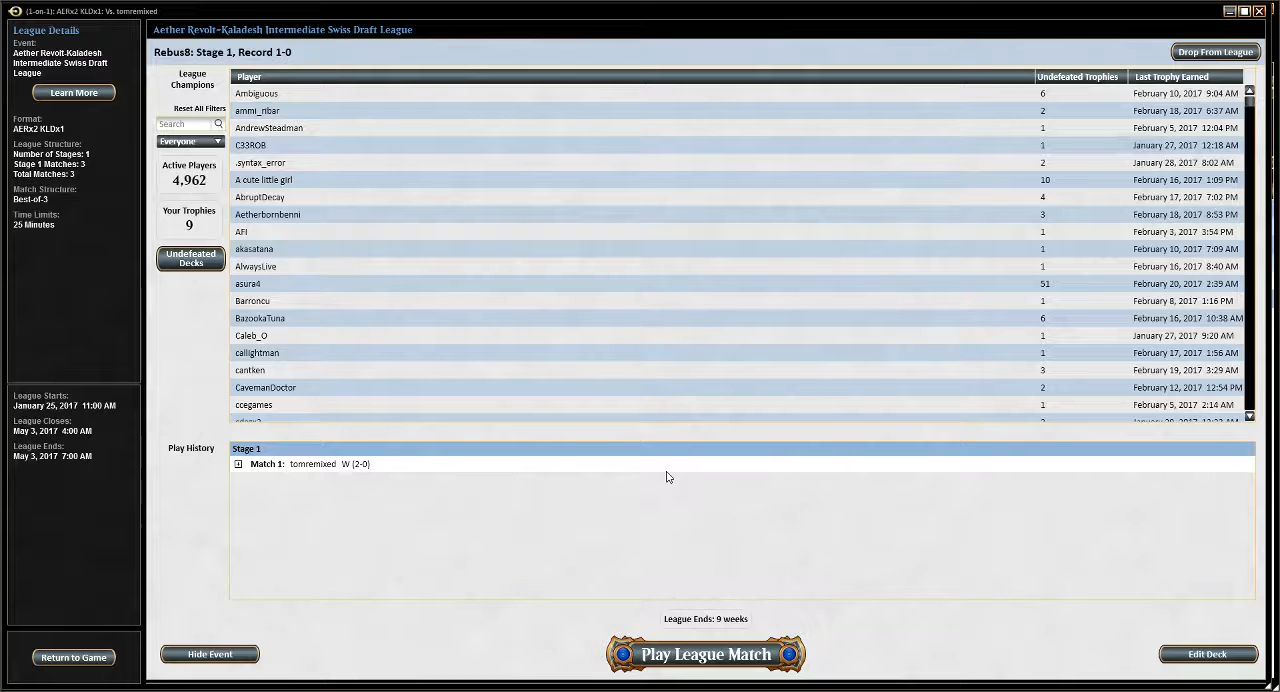 (1-on-1): AERx2 KLDx1: Vs. tomremixed
League Details
Event:
Aether Revolt-Kaladesh
Intermediate Swiss Draft
League
Learn More
Format:
AERx2 KLDx1
League Structure:
Number of Stages: 1
Stage 1 Matches: 3
Total Matches: 3
Match Structure:
Best-of-3
Time Limits:
25 Minutes
League Starts:
January 25, 2017 11:00 AM
League Closes:
May 3, 2017 4:00 AM
League Ends:
May 3, 2017 7:00 AM
Return to Game
Aether Revolt-Kaladesh Intermediate Swiss Draft League
Rebus8: Stage 1, Record 1-0
Drop From League
League
Champions
Reset All Filters
Search
Everyone
Active Players
4,962
Your Trophies
9
Undefeated
Decks
Player Undefeated Trophies Last Trophy Earned
Ambiguous 6 February 10, 2017 9:04 AM
ammi_ribar 2 February 18, 2017 6:37 AM
AndrewSteadman 1 February 5, 2017 12:04 PM
C33ROB 1 January 27, 2017 12:18 AM
.syntax_error 2 January 28, 2017 8:02 AM
A cute little girl 10 February 16, 2017 1:09 PM
AbruptDecay 4 February 17, 2017 7:02 PM
Aetherbornbenni 3 February 18, 2017 8:53 PM
AFI 1 February 3, 2017 3:54 PM
akasatana 1 February 10, 2017 7:09 AM
AlwaysLive 1 February 16, 2017 8:40 AM
asura4 51 February 20, 2017 2:39 AM
Barroncu 1 February 8, 2017 1:16 PM
BazookaTuna 6 February 16, 2017 10:38 AM
Caleb_O 1 January 27, 2017 9:20 AM
callightman 1 February 17, 2017 1:56 AM
cantken 3 February 19, 2017 3:29 AM
CavemanDoctor 2 February 12, 2017 12:54 PM
ccegames 1 February 5, 2017 2:14 AM
Play History
Stage 1
Match 1: tomremixed W (2-0)
League Ends: 9 weeks
Hide Event
Play League Match
Edit Deck